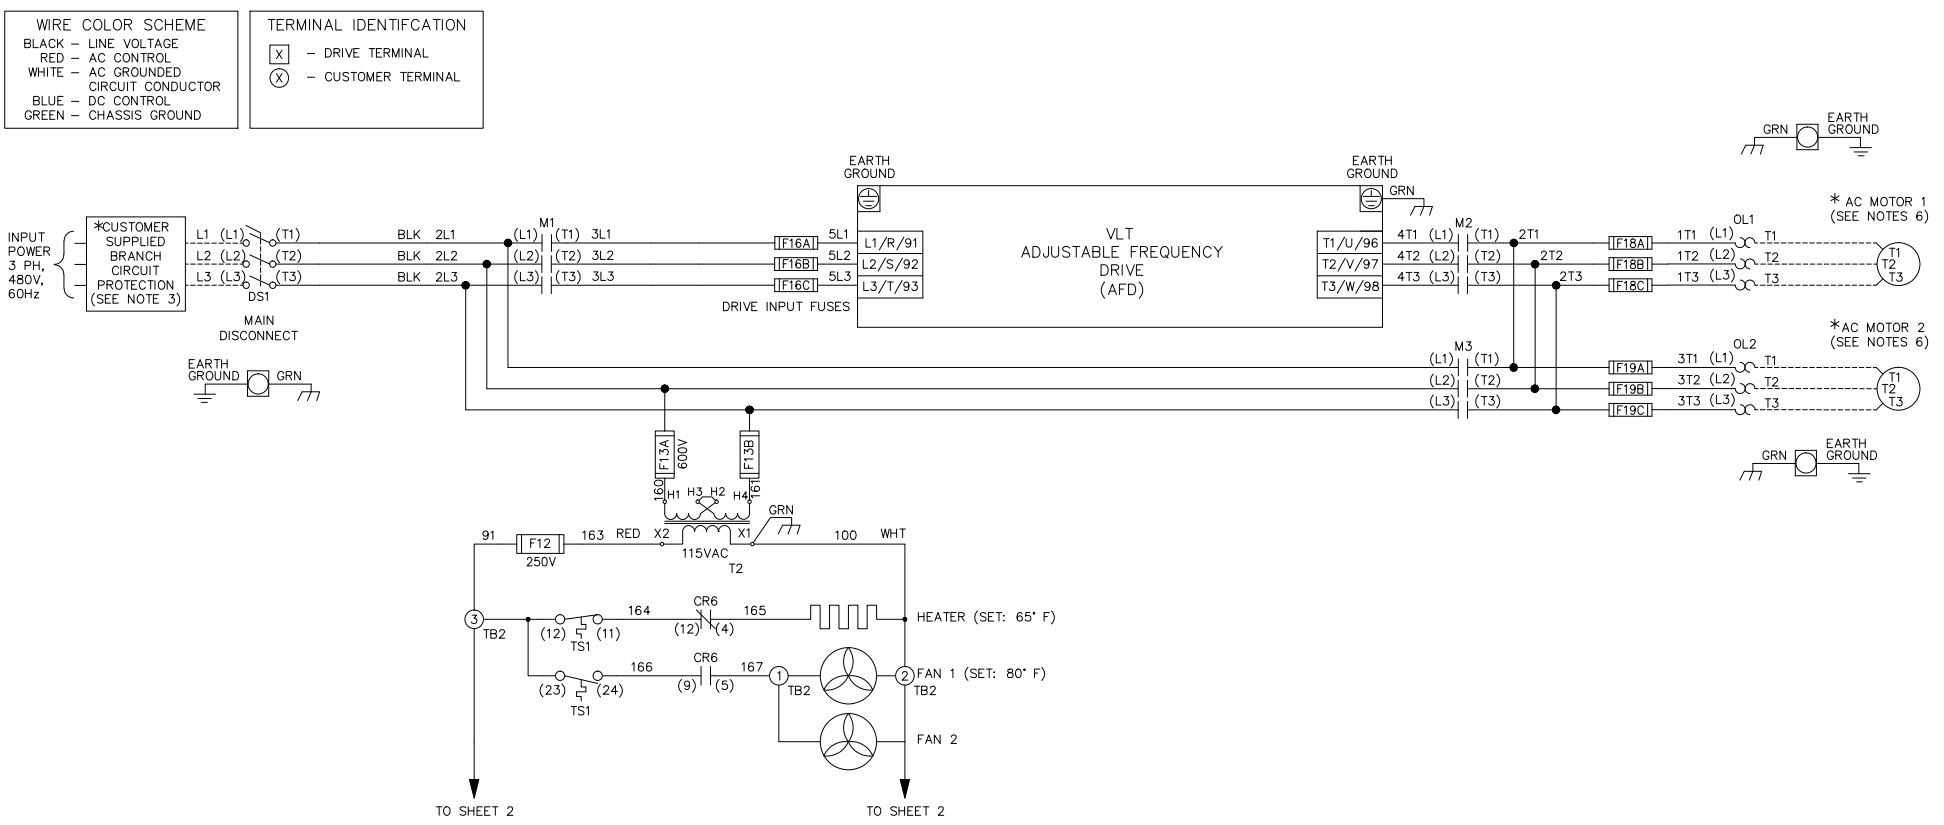 WIRE COLOR SCHEME
BLACK – LINE VOLTAGE
RED – AC CONTROL
WHITE – AC GROUNDED
CIRCUIT CONDUCTOR
BLUE – DC CONTROL
GREEN – CHASSIS GROUND
TERMINAL IDENTIFCATION
X – DRIVE TERMINAL
X – CUSTOMER TERMINAL
GRN
EARTH
GROUND
EARTH
GROUND
EARTH
GROUND
GRN
INPUT
POWER
3 PH,
480V,
60Hz
*CUSTOMER
SUPPLIED
BRANCH
CIRCUIT
PROTECTION
(SEE NOTE 3)
L1 (L1) (T1) BLK 2L1 (L1) M1 (T1) 3L1 F16A 5L1 L1/R/91
L2 (L2) (T2) BLK 2L2 (L2) (T2) 3L2 F16B 5L2 L2/S/92
L3 (L3) (T3) BLK 2L3 (L3) (T3) 3L3 F16C 5L3 L3/T/93
DS1
MAIN
DISCONNECT
DRIVE INPUT FUSES
VLT
ADJUSTABLE FREQUENCY
DRIVE
(AFD)
T1/U/96 4T1 (L1) M2 (T1) 2T1 F18A 1T1 (L1) OL1 T1
T2/V/97 4T2 (L2) (T2) 2T2 F18B 1T2 (L2) T2
T3/W/98 4T3 (L3) (T3) 2T3 F18C 1T3 (L3) T3
* AC MOTOR 1
(SEE NOTES 6)
T1
T2
T3
EARTH
GROUND GRN
M3
(L1) (T1) F19A 3T1 (L1) OL2 T1
(L2) (T2) F19B 3T2 (L2) T2
(L3) (T3) F19C 3T3 (L3) T3
* AC MOTOR 2
(SEE NOTES 6)
T1
T2
T3
GRN
EARTH
GROUND
F13A
600V
F13B
160
161
H1 H3 H2 H4
GRN
91 F12 163 RED X2 X1 100 WHT
250V
115VAC
T2
3
TB2
(12) (11) 164 CR6 165
TS1
(12) (4)
HEATER (SET: 65° F)
(23) (24) 166 CR6 167
TS1
(9) (5)
1
TB2
2
TB2
FAN 1 (SET: 80° F)
FAN 2
TO SHEET 2
TO SHEET 2